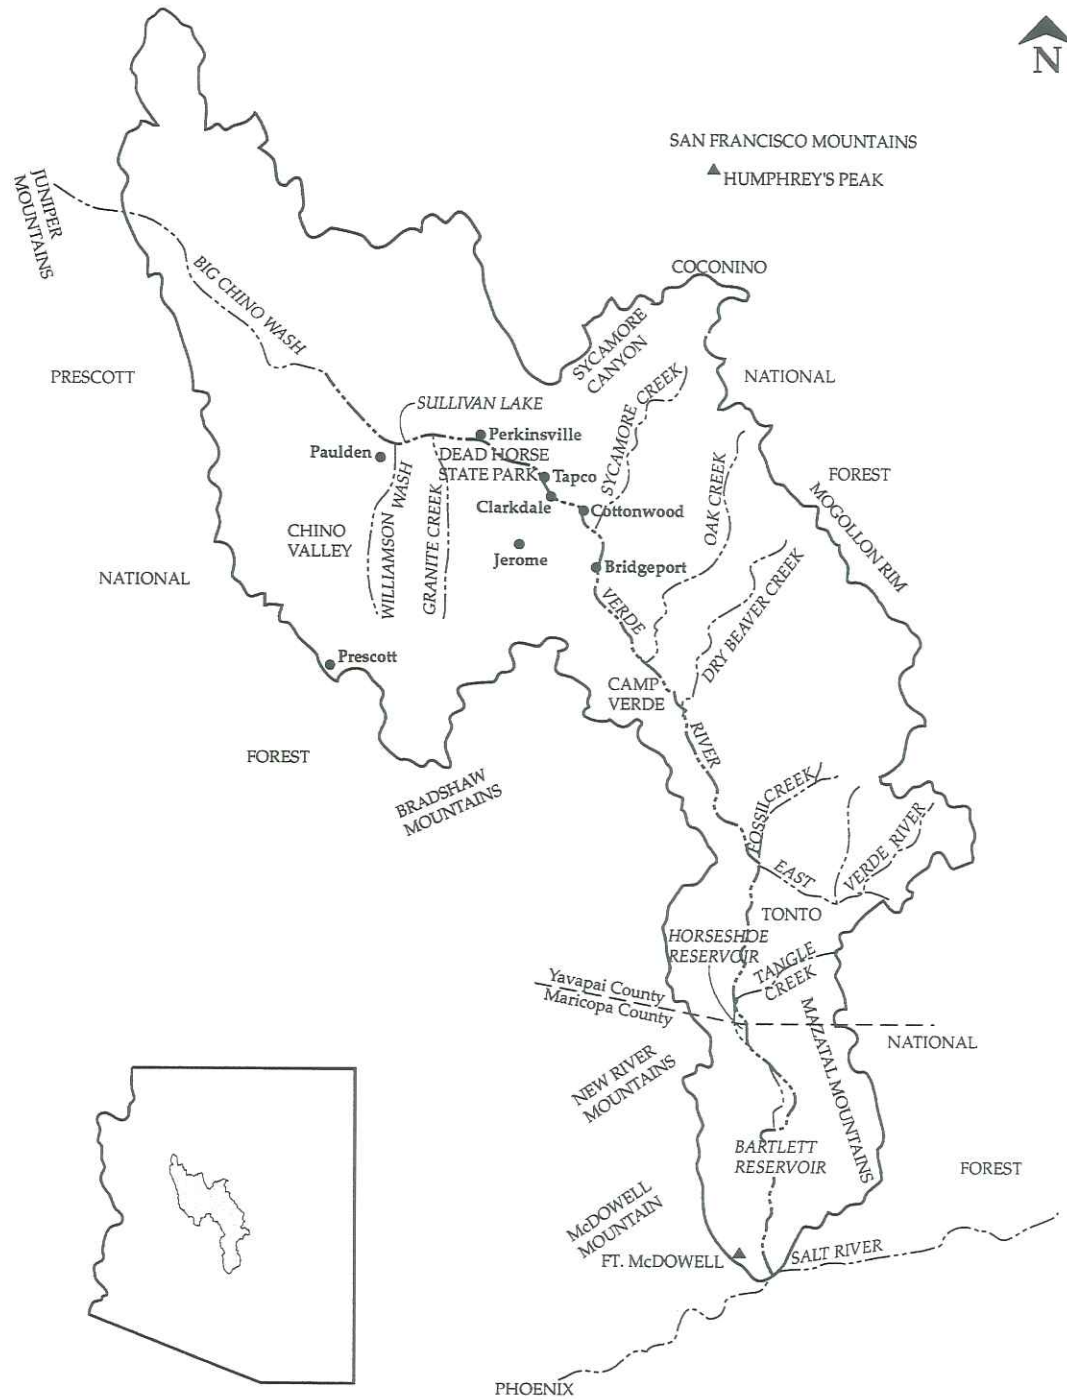 N
SAN FRANCISCO MOUNTAINS
HUMPHREY'S PEAK
JUNIPER
MOUNTAINS
COCONINO
BIG CHINO WASH
SYCAMORE
CANYON
PRESCOTT
NATIONAL
SULLIVAN LAKE
SYCAMORE CREEK
Perkinsville
Paulden
DEAD HORSE
STATE PARK
Tapco
FOREST
MOGOLLON RIM
Clarkdale
Cottonwood
OAK CREEK
WILLIAMSON WASH
GRANITE CREEK
CHINO
VALLEY
Jerome
Bridgeport
NATIONAL
VERDE
DRY BEAVER CREEK
Prescott
CAMP
VERDE
RIVER
FOREST
BRADSHAW
MOUNTAINS
FOSSIL CREEK
EAST
VERDE RIVER
TONTO
HORSESHOE
RESERVOIR
TANGLE
CREEK
Yavapai County
Maricopa County
NATIONAL
MAZATAL MOUNTAINS
NEW RIVER
MOUNTAINS
BARTLETT
RESERVOIR
FOREST
McDOWELL
MOUNTAIN
FT. McDOWELL
SALT RIVER
PHOENIX